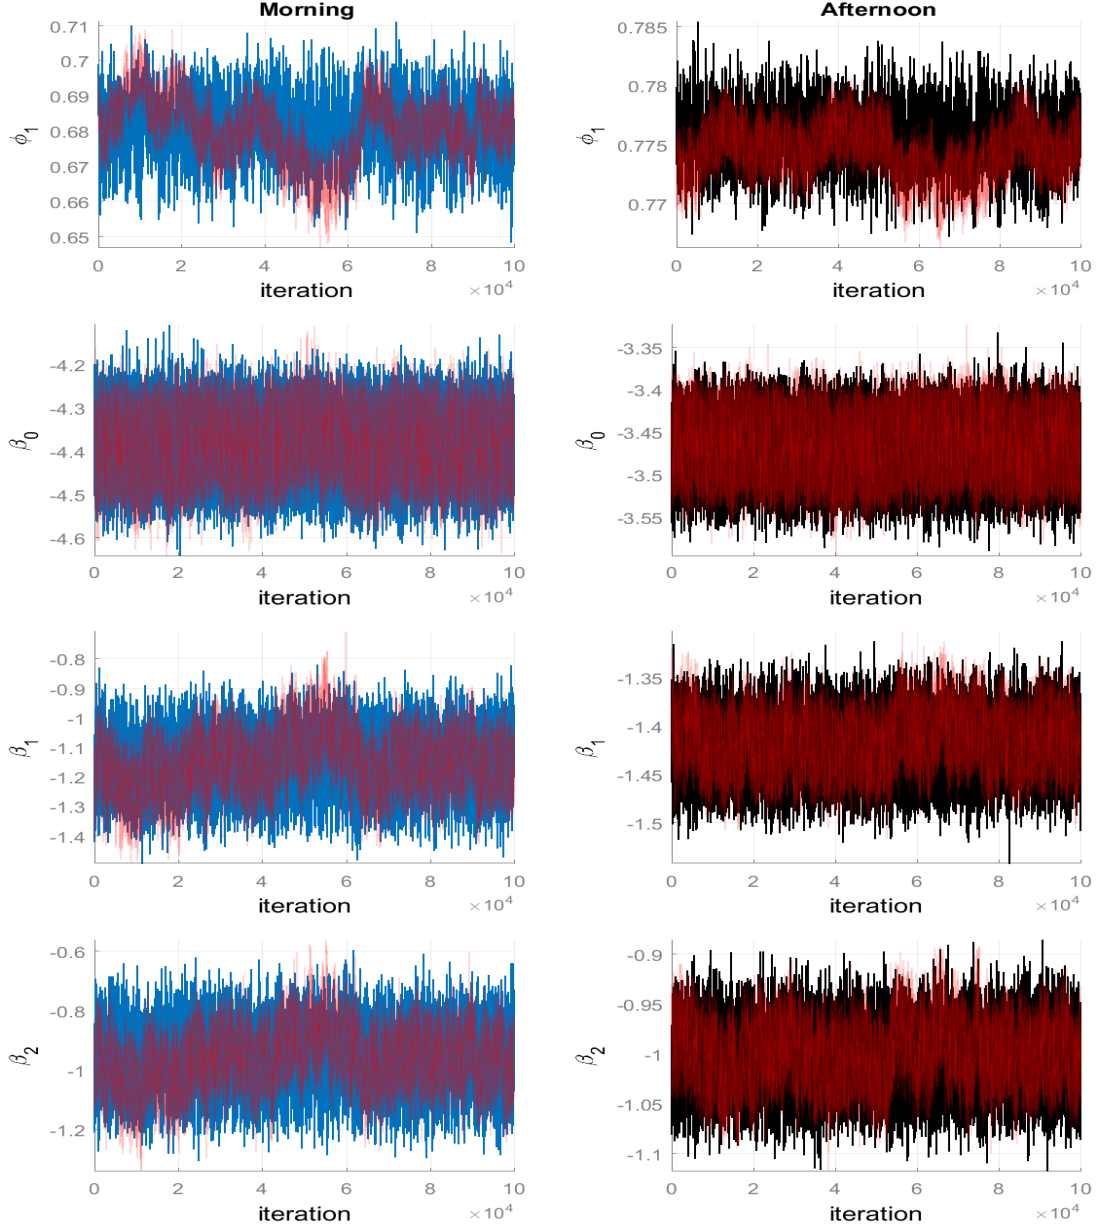 Morning Afternoon
0.71
0.7
0.69
0.68
0.67
0.66
0.65
ϕ1
0 2 4 6 8 10
iteration ×10^4
0.785
0.78
0.775
0.77
ϕ1
0 2 4 6 8 10
iteration ×10^4
-4.2
-4.3
-4.4
-4.5
-4.6
β0
0 2 4 6 8 10
iteration ×10^4
-3.35
-3.4
-3.45
-3.5
-3.55
β0
0 2 4 6 8 10
iteration ×10^4
-0.8
-0.9
-1
-1.1
-1.2
-1.3
-1.4
β1
0 2 4 6 8 10
iteration ×10^4
-1.35
-1.4
-1.45
-1.5
β1
0 2 4 6 8 10
iteration ×10^4
-0.6
-0.8
-1
-1.2
β2
0 2 4 6 8 10
iteration ×10^4
-0.9
-0.95
-1
-1.05
-1.1
β2
0 2 4 6 8 10
iteration ×10^4